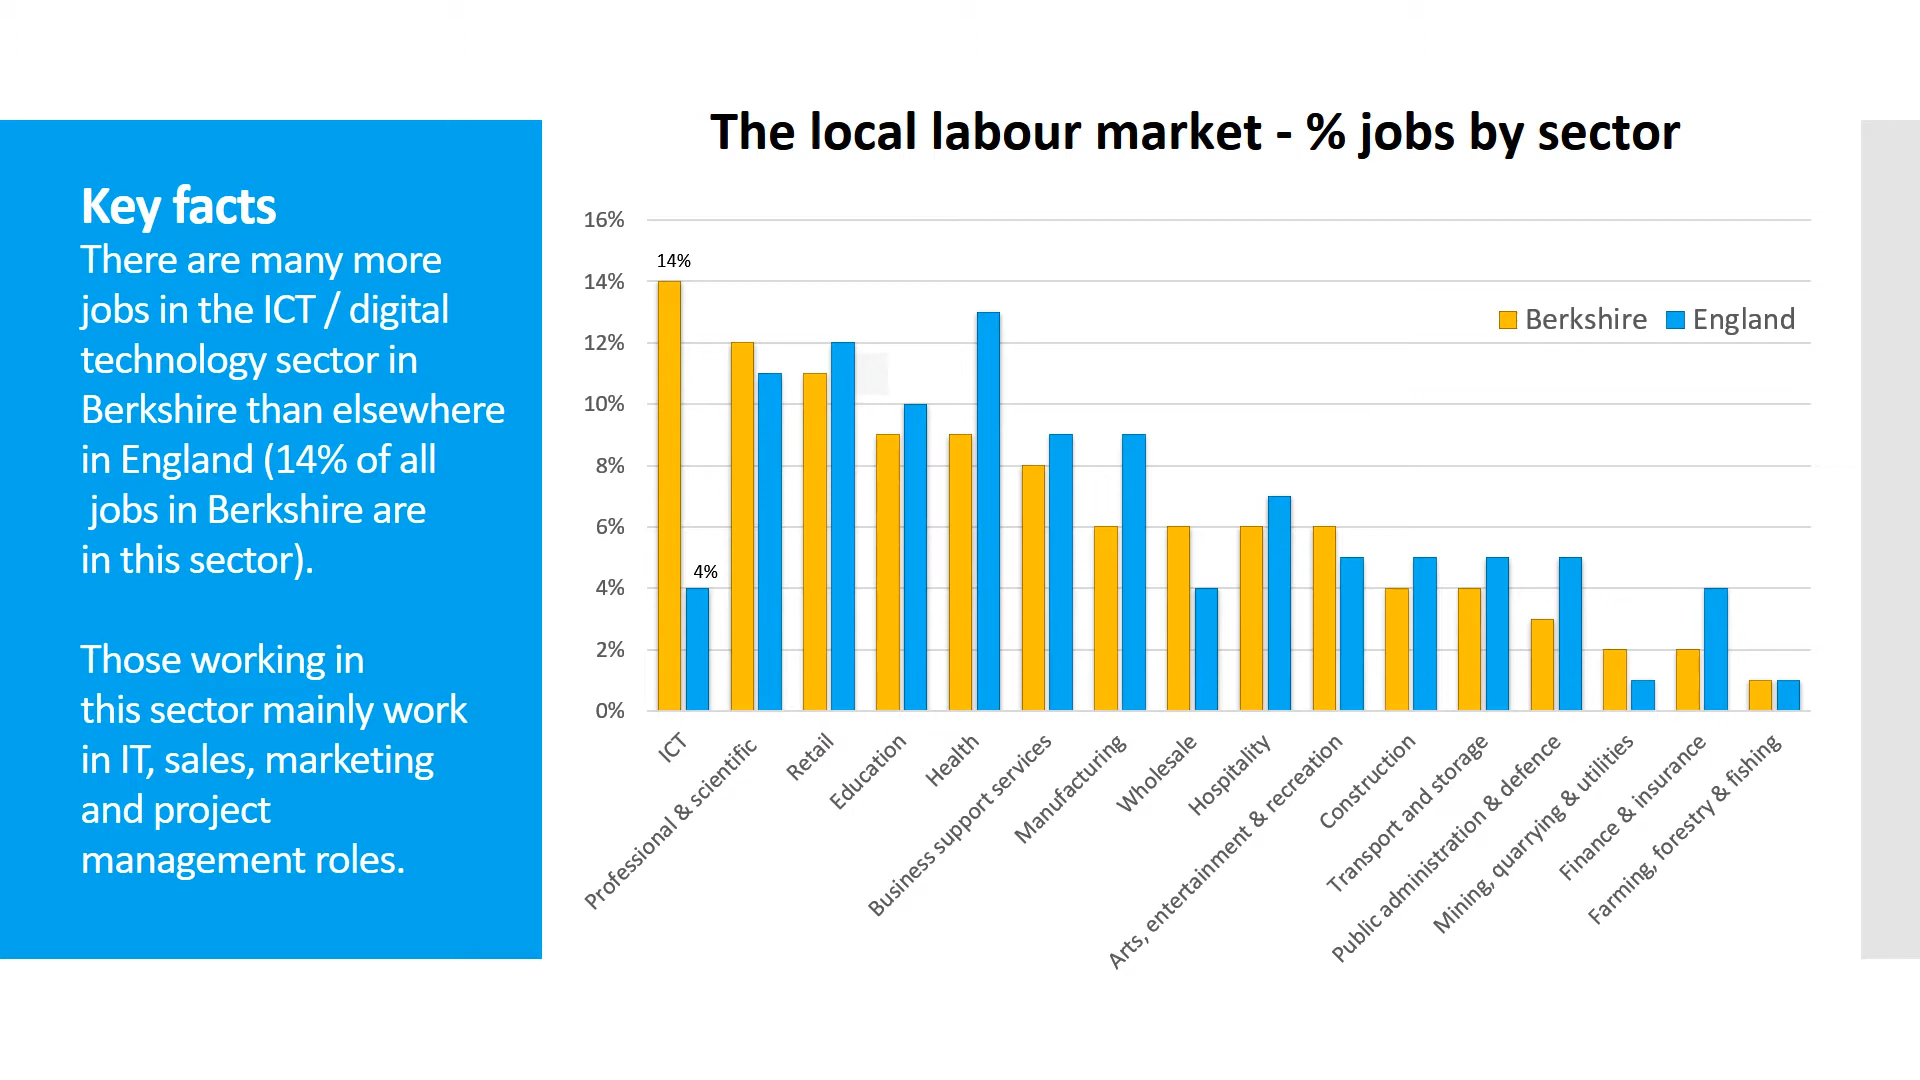 The local labour market - % jobs by sector
Key facts
There are many more
jobs in the ICT / digital
technology sector in
Berkshire than elsewhere
in England (14% of all
jobs in Berkshire are
in this sector).
Those working in
this sector mainly work
in IT, sales, marketing
and project
management roles.
16%
14%
12%
10%
8%
6%
4%
2%
0%
14%
4%
Berkshire England
ICT
Professional & scientific
Retail
Education
Health
Business support services
Manufacturing
Wholesale
Hospitality
Arts, entertainment & recreation
Construction
Transport and storage
Public administration & defence
Mining, quarrying & utilities
Finance & insurance
Farming, forestry & fishing